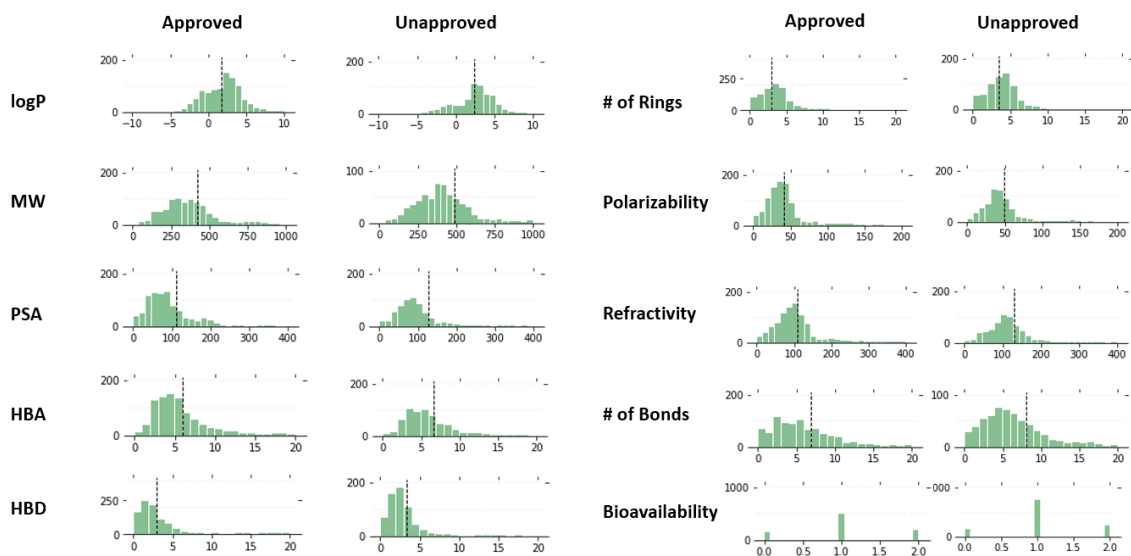 Approved Unapproved Approved Unapproved
logP
200
0
−10 −5 0 5 10
200
0
−10 −5 0 5 10
# of Rings
250
0
0 5 10 15 20
200
0
0 5 10 15 20
MW
200
0
0 250 500 750 1000
100
0
0 250 500 750 1000
Polarizability
200
0
0 50 100 150 200
200
0
0 50 100 150 200
PSA
200
0
0 100 200 300 400
200
0
0 100 200 300 400
Refractivity
200
0
0 100 200 300 400
200
0
0 100 200 300 400
HBA
200
0
0 5 10 15 20
200
0
0 5 10 15 20
# of Bonds
200
0
0 5 10 15 20
100
0
0 5 10 15 20
HBD
250
0
0 5 10 15 20
200
0
0 5 10 15 20
Bioavailability
1000
0
0.0 0.5 1.0 1.5 2.0
000
0
0.0 0.5 1.0 1.5 2.0